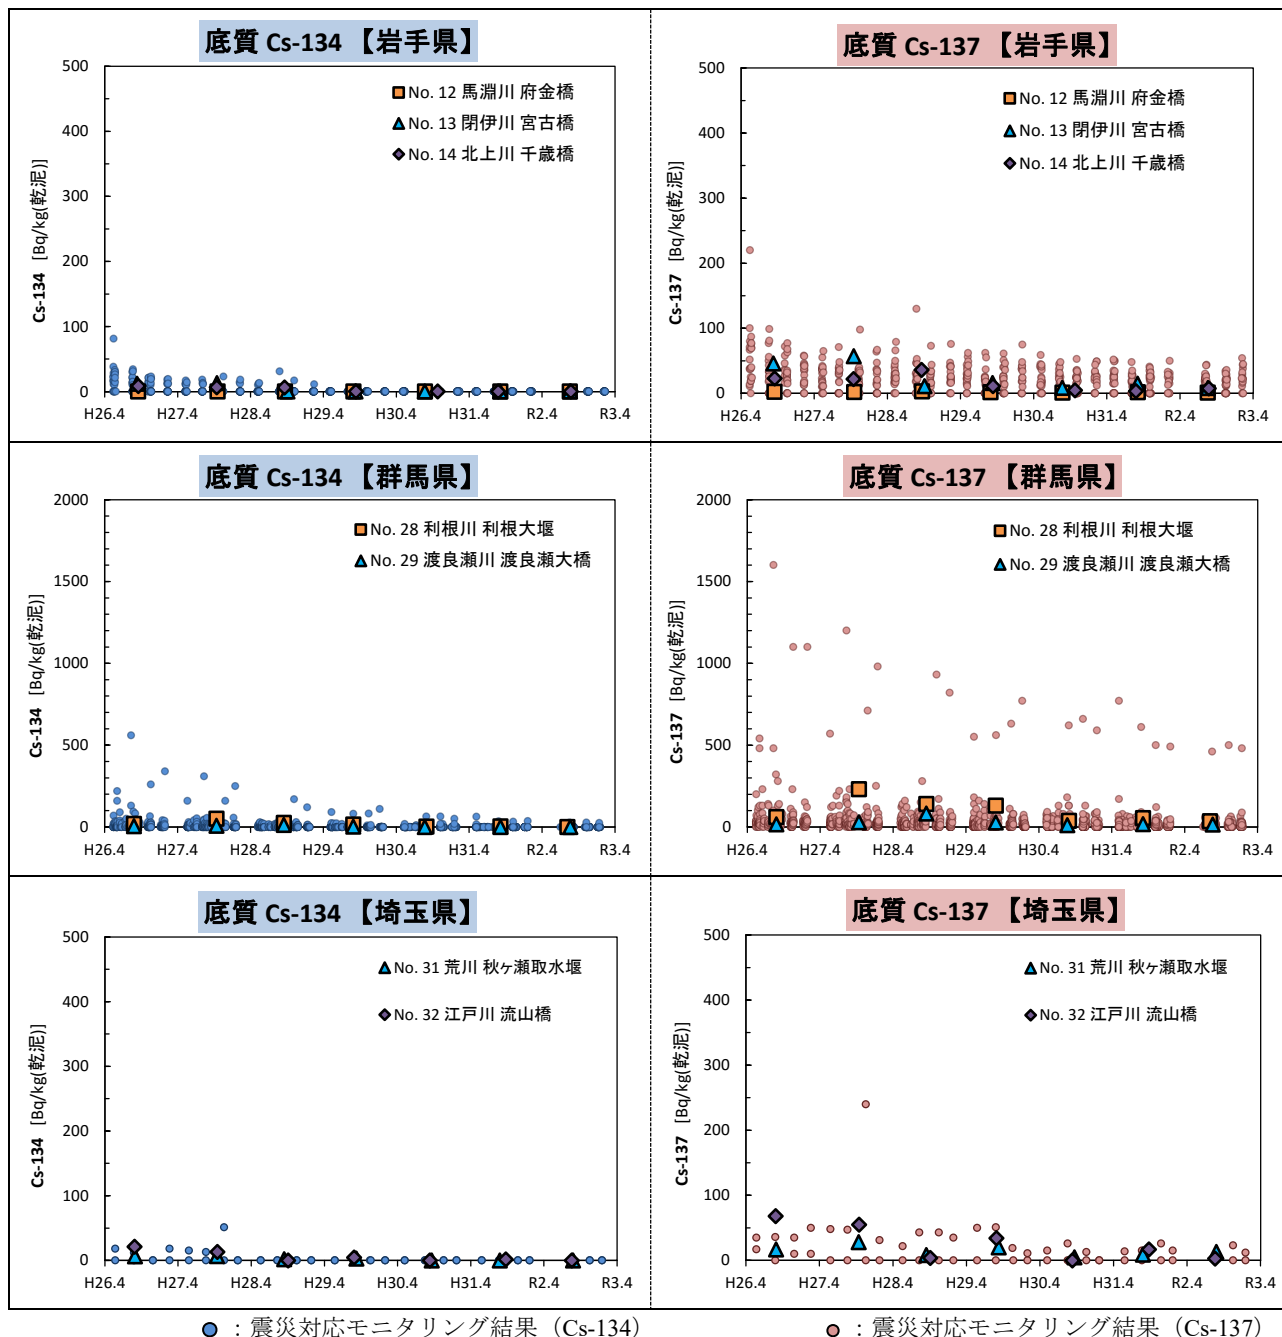 底質 Cs-134 【岩手県】
500
400
300
200
100
0
Cs-134 [Bq/kg(乾泥)]
No. 12 馬淵川 府金橋
No. 13 閉伊川 宮古橋
No. 14 北上川 千歳橋
H26.4 H27.4 H28.4 H29.4 H30.4 H31.4 R2.4 R3.4
底質 Cs-137 【岩手県】
500
400
300
200
100
0
Cs-137 [Bq/kg(乾泥)]
No. 12 馬淵川 府金橋
No. 13 閉伊川 宮古橋
No. 14 北上川 千歳橋
H26.4 H27.4 H28.4 H29.4 H30.4 H31.4 R2.4 R3.4
底質 Cs-134 【群馬県】
2000
1500
1000
500
0
Cs-134 [Bq/kg(乾泥)]
No. 28 利根川 利根大堰
No. 29 渡良瀬川 渡良瀬大橋
H26.4 H27.4 H28.4 H29.4 H30.4 H31.4 R2.4 R3.4
底質 Cs-137 【群馬県】
2000
1500
1000
500
0
Cs-137 [Bq/kg(乾泥)]
No. 28 利根川 利根大堰
No. 29 渡良瀬川 渡良瀬大橋
H26.4 H27.4 H28.4 H29.4 H30.4 H31.4 R2.4 R3.4
底質 Cs-134 【埼玉県】
500
400
300
200
100
0
Cs-134 [Bq/kg(乾泥)]
No. 31 荒川 秋ヶ瀬取水堰
No. 32 江戸川 流山橋
H26.4 H27.4 H28.4 H29.4 H30.4 H31.4 R2.4 R3.4
底質 Cs-137 【埼玉県】
500
400
300
200
100
0
Cs-137 [Bq/kg(乾泥)]
No. 31 荒川 秋ヶ瀬取水堰
No. 32 江戸川 流山橋
H26.4 H27.4 H28.4 H29.4 H30.4 H31.4 R2.4 R3.4
：震災対応モニタリング結果（Cs-134）
：震災対応モニタリング結果（Cs-137）